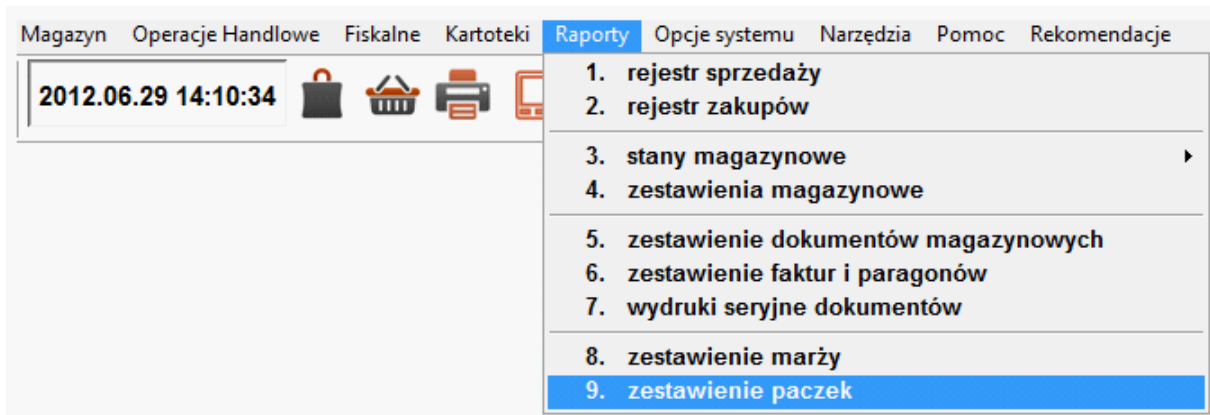 Magazyn Operacje Handlowe Fiskalne Kartoteki Raporty Opcje systemu Narzędzia Pomoc Rekomendacje
2012.06.29 14:10:34
1. rejestr sprzedaży
2. rejestr zakupów
3. stany magazynowe
4. zestawienia magazynowe
5. zestawienie dokumentów magazynowych
6. zestawienie faktur i paragonów
7. wydruki seryjne dokumentów
8. zestawienie marży
9. zestawienie paczek